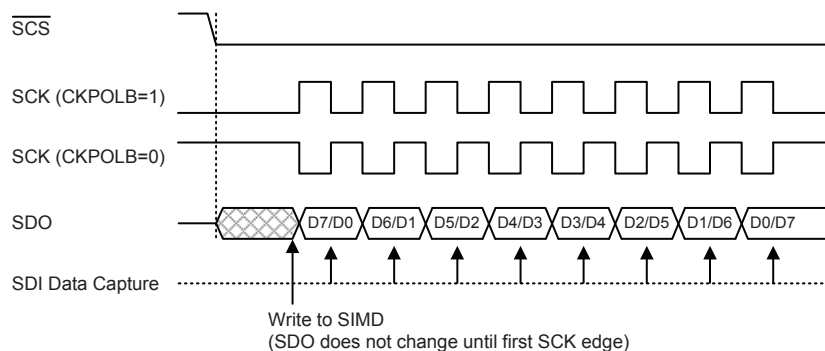 SCS
SCK (CKPOLB=1)
SCK (CKPOLB=0)
SDO
D7/D0 D6/D1 D5/D2 D4/D3 D3/D4 D2/D5 D1/D6 D0/D7
SDI Data Capture
Write to SIMD
(SDO does not change until first SCK edge)